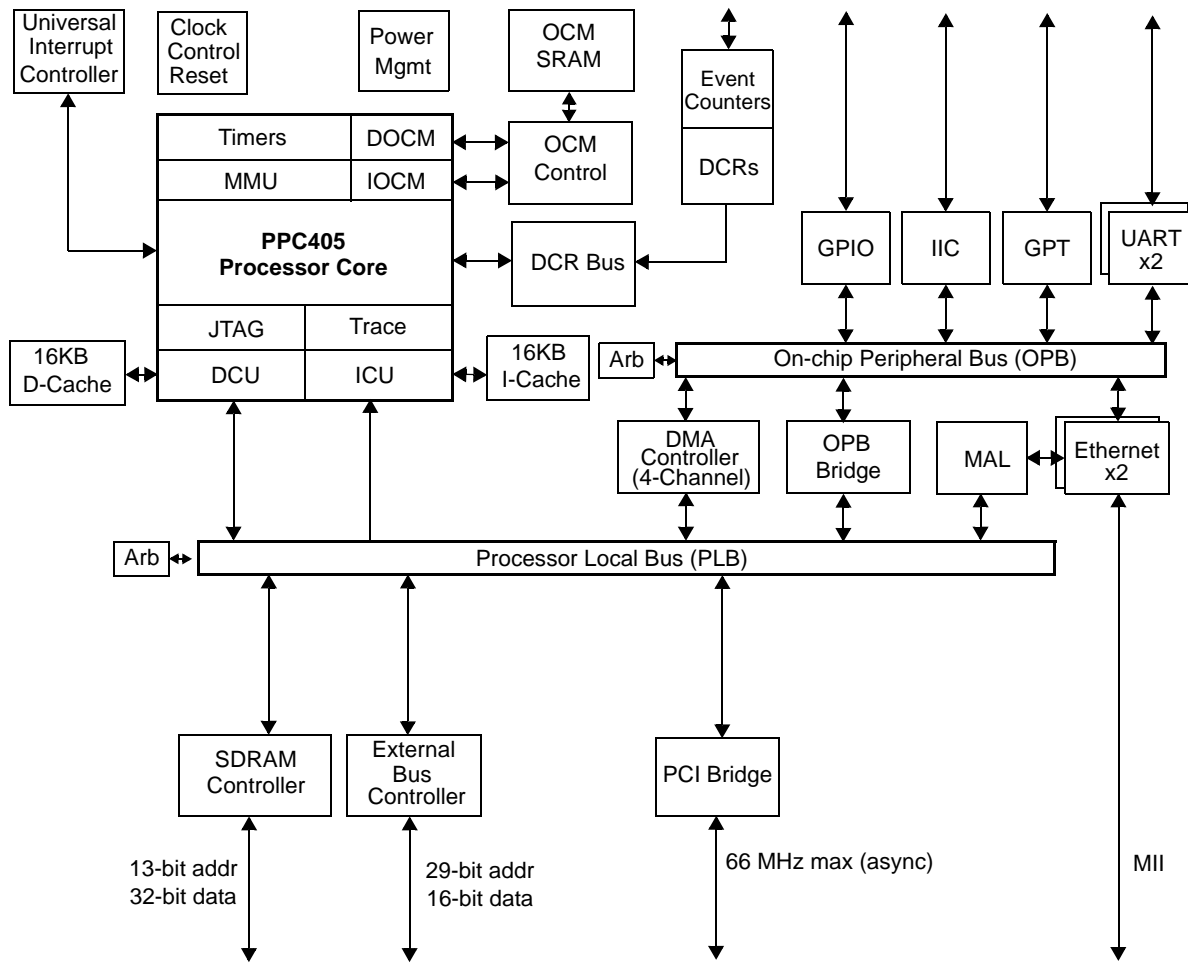 Universal
Interrupt
Controller
Clock
Control
Reset
Power
Mgmt
OCM
SRAM
Event
Counters
DCRs
Timers
DOCM
MMU
IOCM
OCM
Control
PPC405
Processor Core
DCR Bus
GPIO
IIC
GPT
UART
x2
JTAG
Trace
DCU
ICU
16KB
D-Cache
16KB
I-Cache
Arb
On-chip Peripheral Bus (OPB)
DMA
Controller
(4-Channel)
OPB
Bridge
MAL
Ethernet
x2
Arb
Processor Local Bus (PLB)
SDRAM
Controller
External
Bus
Controller
PCI Bridge
13-bit addr
32-bit data
29-bit addr
16-bit data
66 MHz max (async)
MII